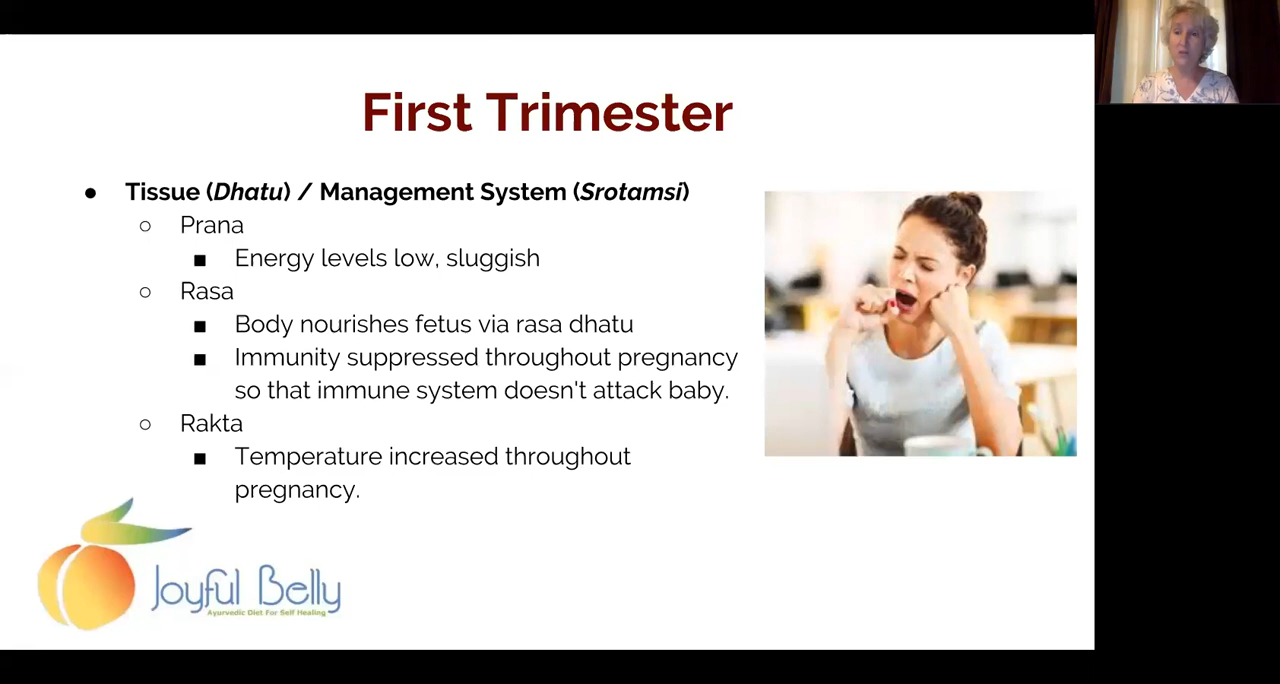 First Trimester
● Tissue (Dhatu) / Management System (Srotamsi)
○ Prana
■ Energy levels low, sluggish
○ Rasa
■ Body nourishes fetus via rasa dhatu
■ Immunity suppressed throughout pregnancy
so that immune system doesn't attack baby.
○ Rakta
■ Temperature increased throughout
pregnancy.
Joyful Belly
Ayurvedic Diet For Self Healing